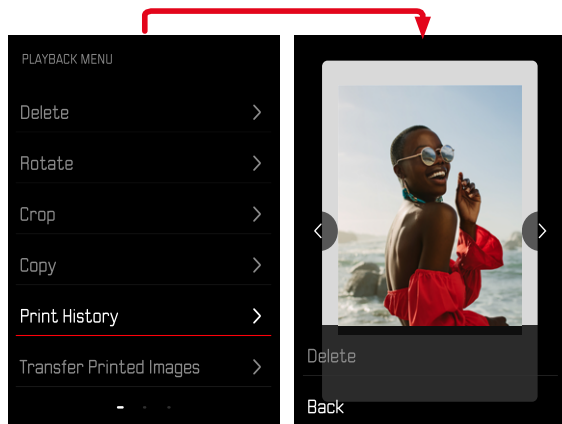 PLAYBACK MENU
Delete
Rotate
Crop
Copy
Print History
Transfer Printed Images
Delete
Back